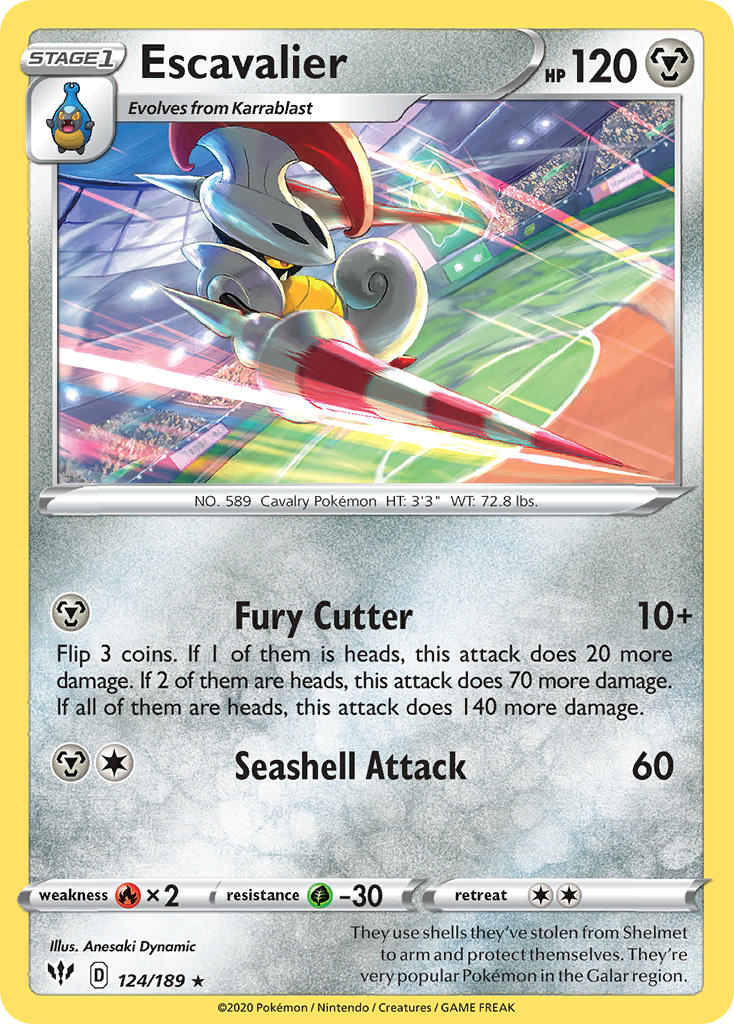 STAGE 1
Escavalier
HP 120
Evolves from Karrablast
NO. 589 Cavalry Pokémon HT: 3'3" WT: 72.8 lbs.
Fury Cutter 10+
Flip 3 coins. If 1 of them is heads, this attack does 20 more
damage. If 2 of them are heads, this attack does 70 more damage.
If all of them are heads, this attack does 140 more damage.
Seashell Attack 60
weakness ×2 resistance -30 retreat
Illus. Anesaki Dynamic
D 124/189 ★
They use shells they've stolen from Shelmet
to arm and protect themselves. They're
very popular Pokémon in the Galar region.
©2020 Pokémon / Nintendo / Creatures / GAME FREAK